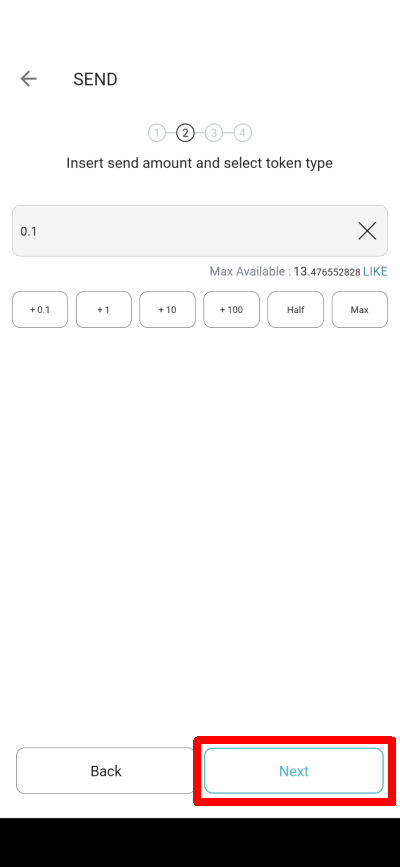 SEND
1 2 3 4
Insert send amount and select token type
0.1
Max Available : 13.476552828 LIKE
+ 0.1 + 1 + 10 + 100 Half Max
Back Next